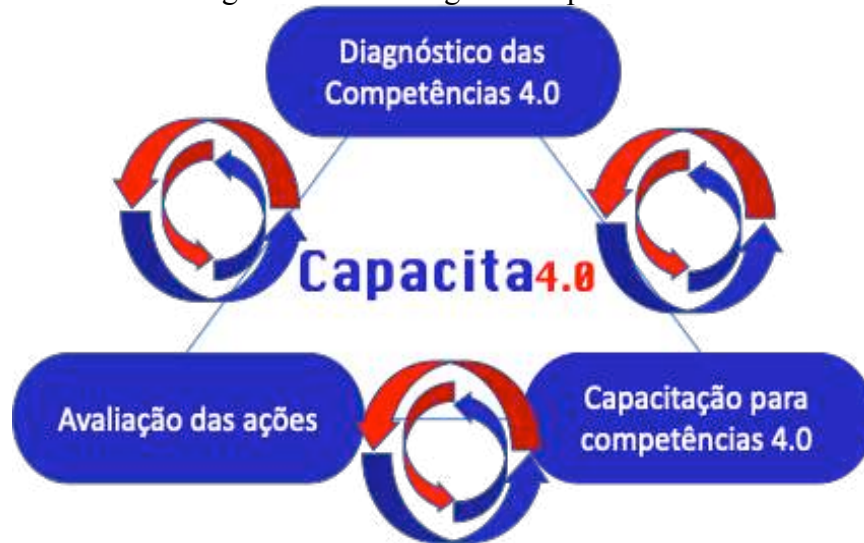 Diagnóstico das
Competências 4.0
Capacita4.0
Avaliação das ações
Capacitação para
competências 4.0